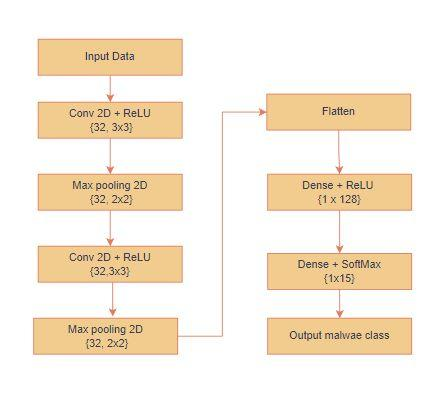 Input Data
Conv 2D + ReLU
{32, 3x3}
Max pooling 2D
{32, 2x2}
Conv 2D + ReLU
{32,3x3}
Max pooling 2D
{32, 2x2}
Flatten
Dense + ReLU
{1 x 128}
Dense + SoftMax
{1x15}
Output malwae class